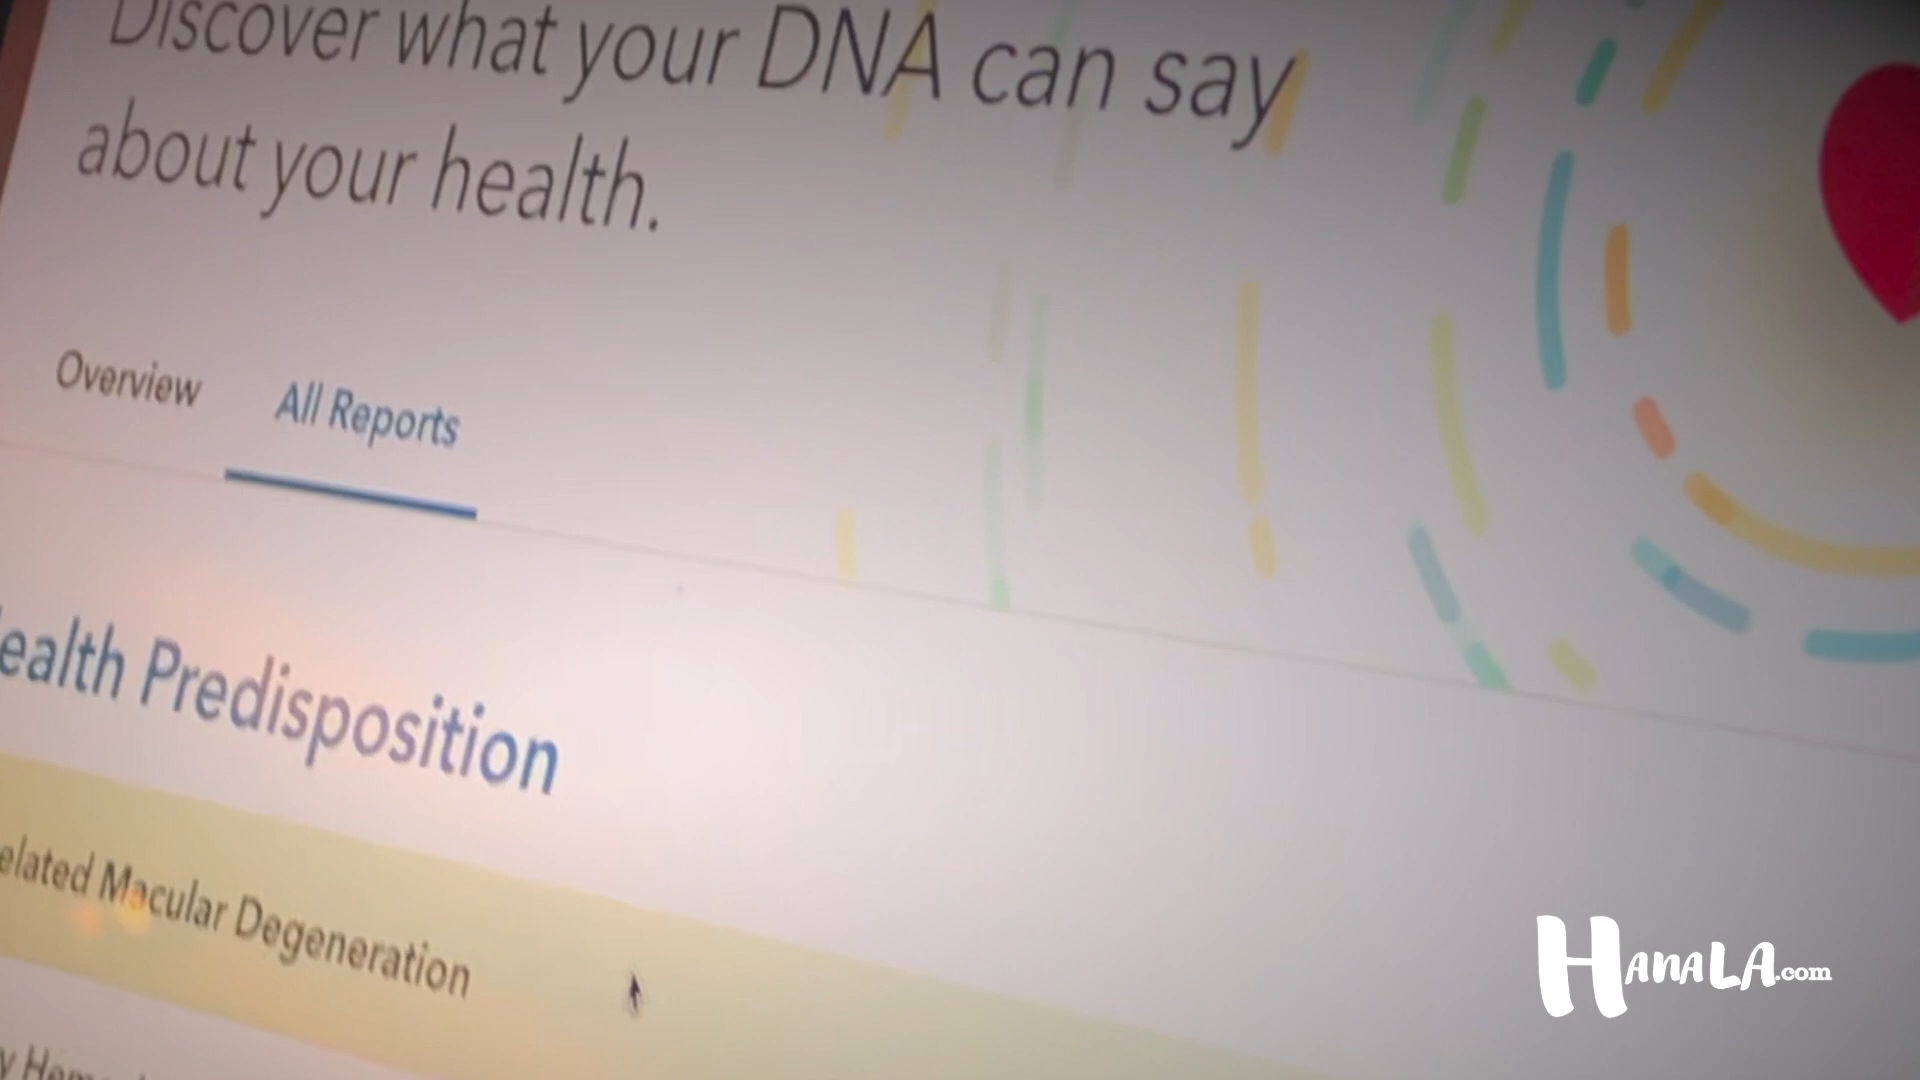 Discover what your DNA can say
about your health.
Overview
All Reports
ealth Predisposition
elated Macular Degeneration
HanaLA.com